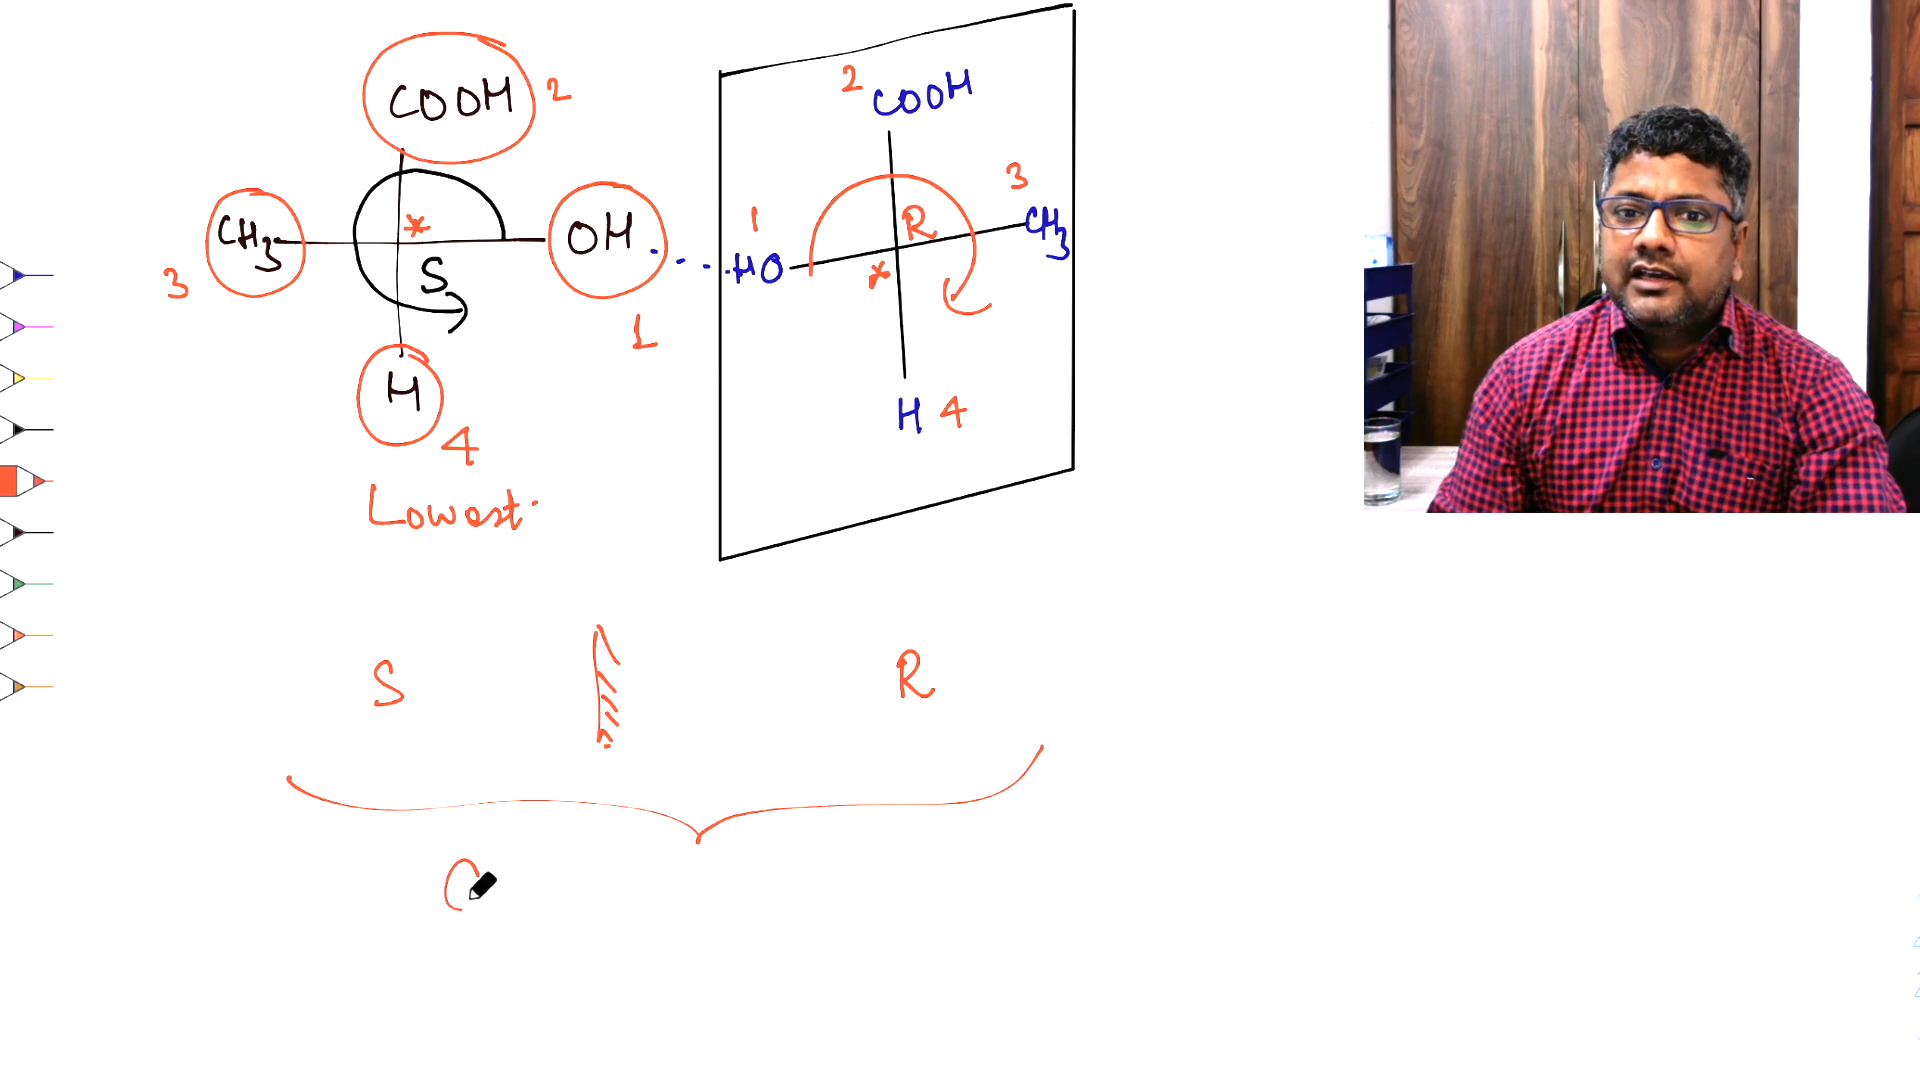 COOH 2
CH3 * OH
3 S 1
H
4
Lowest.
2 COOH
3
1 R CH3
HO *
H 4
S R